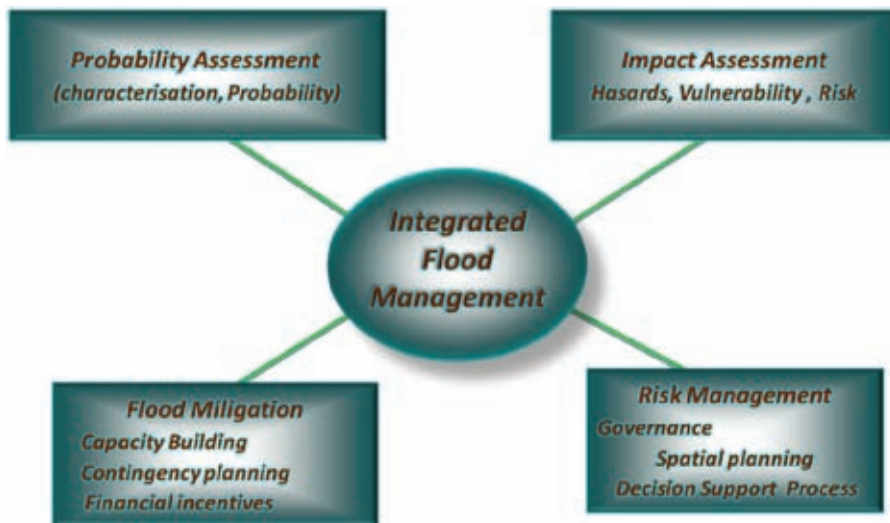 Probability Assessment
(characterisation, Probability)
Impact Assessment
Hasards, Vulnerability , Risk
Integrated
Flood
Management
Flood Miligation
Capacity Building
Contingency planning
Financial incentives
Risk Management
Governance
Spatial planning
Decision Support Process